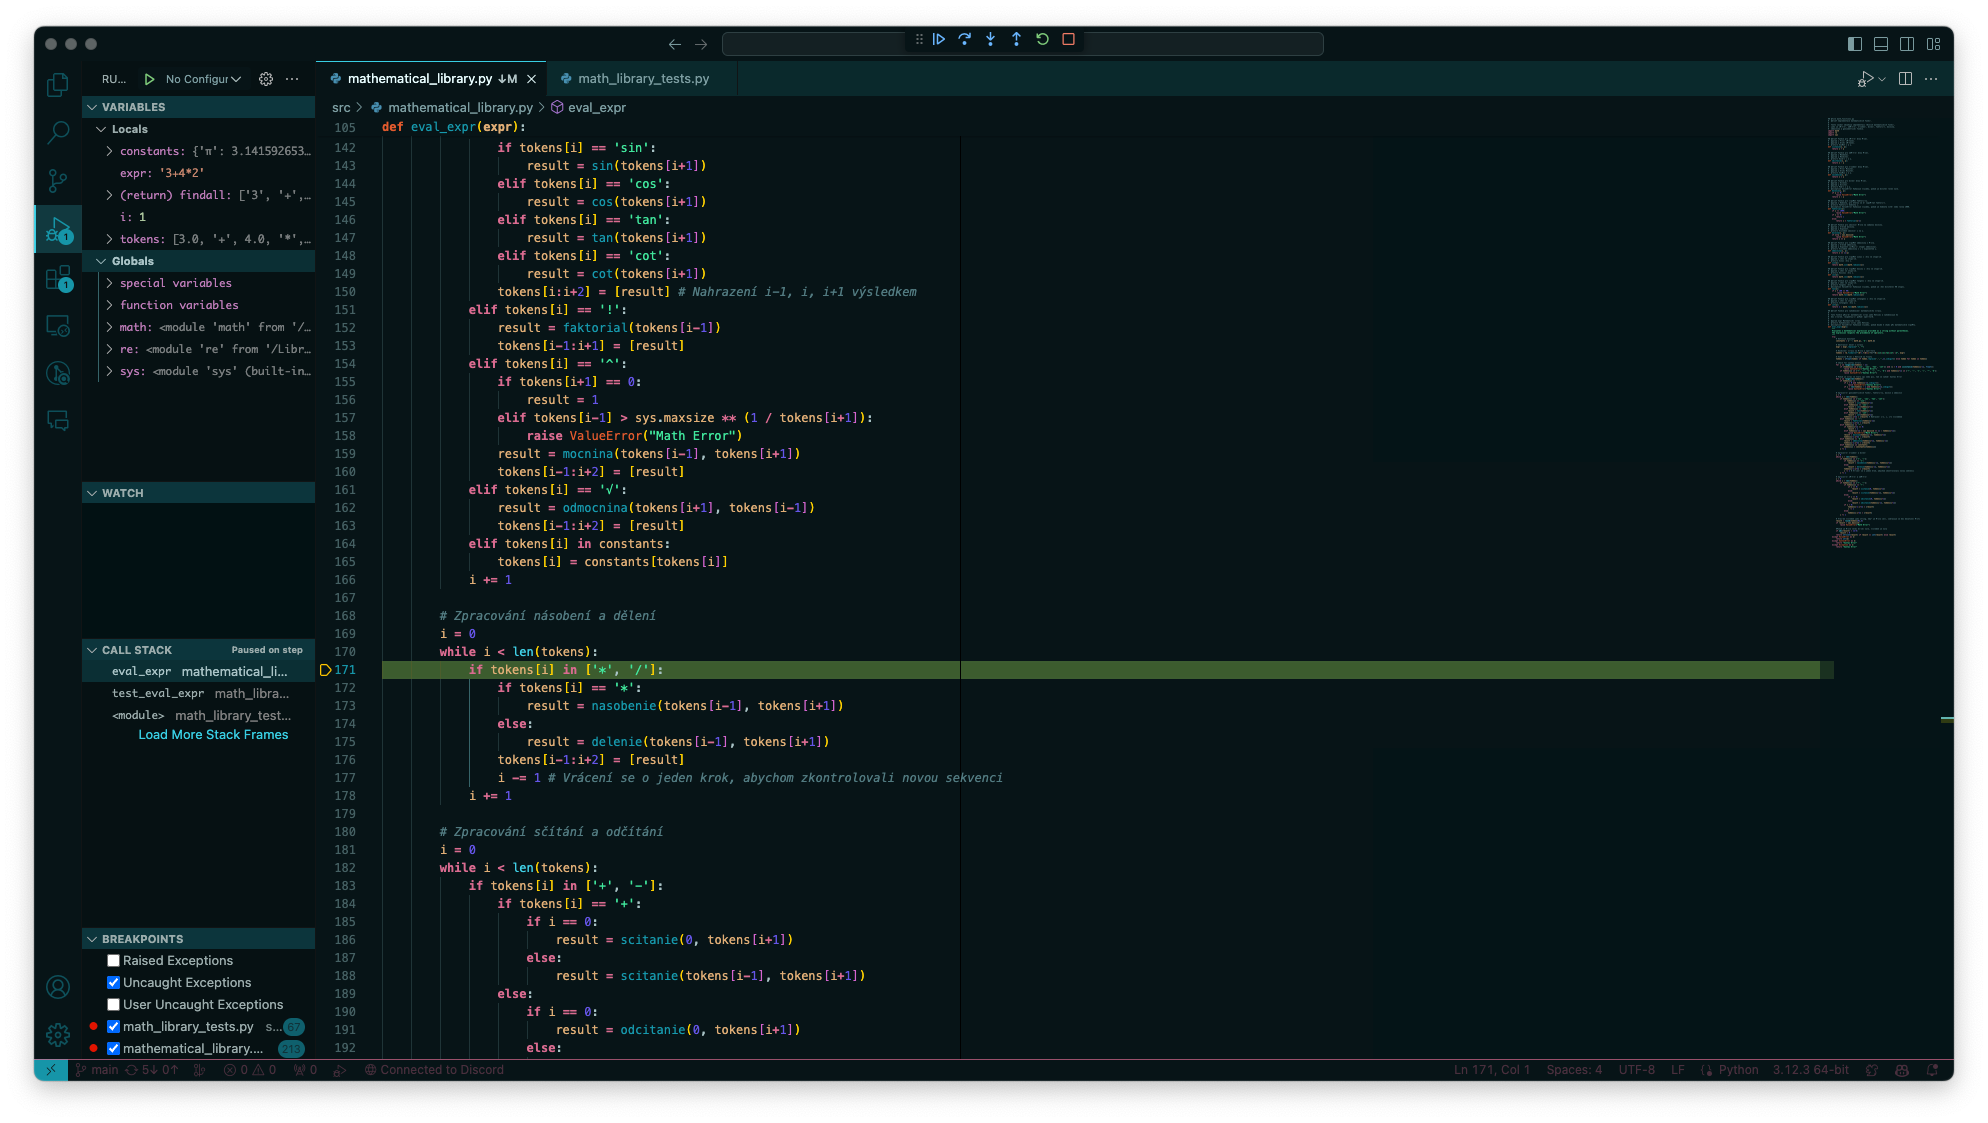 RU...
No Configur
mathematical_library.py ↓M
math_library_tests.py
VARIABLES
Locals
constants: {'π': 3.141592653…
expr: '3+4*2'
(return) findall: ['3', '+',…
i: 1
tokens: [3.0, '+', 4.0, '*',…
Globals
special variables
function variables
math: <module 'math' from '/…
re: <module 're' from '/Libr…
sys: <module 'sys' (built-in…
WATCH
CALL STACK
Paused on step
eval_expr mathematical_li...
test_eval_expr math_libra...
<module> math_library_test...
Load More Stack Frames
BREAKPOINTS
Raised Exceptions
Uncaught Exceptions
User Uncaught Exceptions
math_library_tests.py s... 67
mathematical_library.... 213
src > mathematical_library.py > eval_expr
105 def eval_expr(expr):
142 if tokens[i] == 'sin':
143 result = sin(tokens[i+1])
144 elif tokens[i] == 'cos':
145 result = cos(tokens[i+1])
146 elif tokens[i] == 'tan':
147 result = tan(tokens[i+1])
148 elif tokens[i] == 'cot':
149 result = cot(tokens[i+1])
150 tokens[i:i+2] = [result] # Nahrazení i-1, i, i+1 výsledkem
151 elif tokens[i] == '!':
152 result = faktorial(tokens[i-1])
153 tokens[i-1:i+1] = [result]
154 elif tokens[i] == '^':
155 if tokens[i+1] == 0:
156 result = 1
157 elif tokens[i-1] > sys.maxsize ** (1 / tokens[i+1]):
158 raise ValueError("Math Error")
159 result = mocnina(tokens[i-1], tokens[i+1])
160 tokens[i-1:i+2] = [result]
161 elif tokens[i] == '√':
162 result = odmocnina(tokens[i+1], tokens[i-1])
163 tokens[i-1:i+2] = [result]
164 elif tokens[i] in constants:
165 tokens[i] = constants[tokens[i]]
166 i += 1
167
168 # Zpracování násobení a dělení
169 i = 0
170 while i < len(tokens):
171 if tokens[i] in ['*', '/']:
172 if tokens[i] == '*':
173 result = nasobenie(tokens[i-1], tokens[i+1])
174 else:
175 result = delenie(tokens[i-1], tokens[i+1])
176 tokens[i-1:i+2] = [result]
177 i -= 1 # Vrácení se o jeden krok, abychom zkontrolovali novou sekvenci
178 i += 1
179
180 # Zpracování sčítání a odčítání
181 i = 0
182 while i < len(tokens):
183 if tokens[i] in ['+', '-']:
184 if tokens[i] == '+':
185 if i == 0:
186 result = scitanie(0, tokens[i+1])
187 else:
188 result = scitanie(tokens[i-1], tokens[i+1])
189 else:
190 if i == 0:
191 result = odcitanie(0, tokens[i+1])
192 else:
main 5↓ 0↑ 0 0 0 Connected to Discord
Ln 171, Col 1 Spaces: 4 UTF-8 LF Python 3.12.3 64-bit